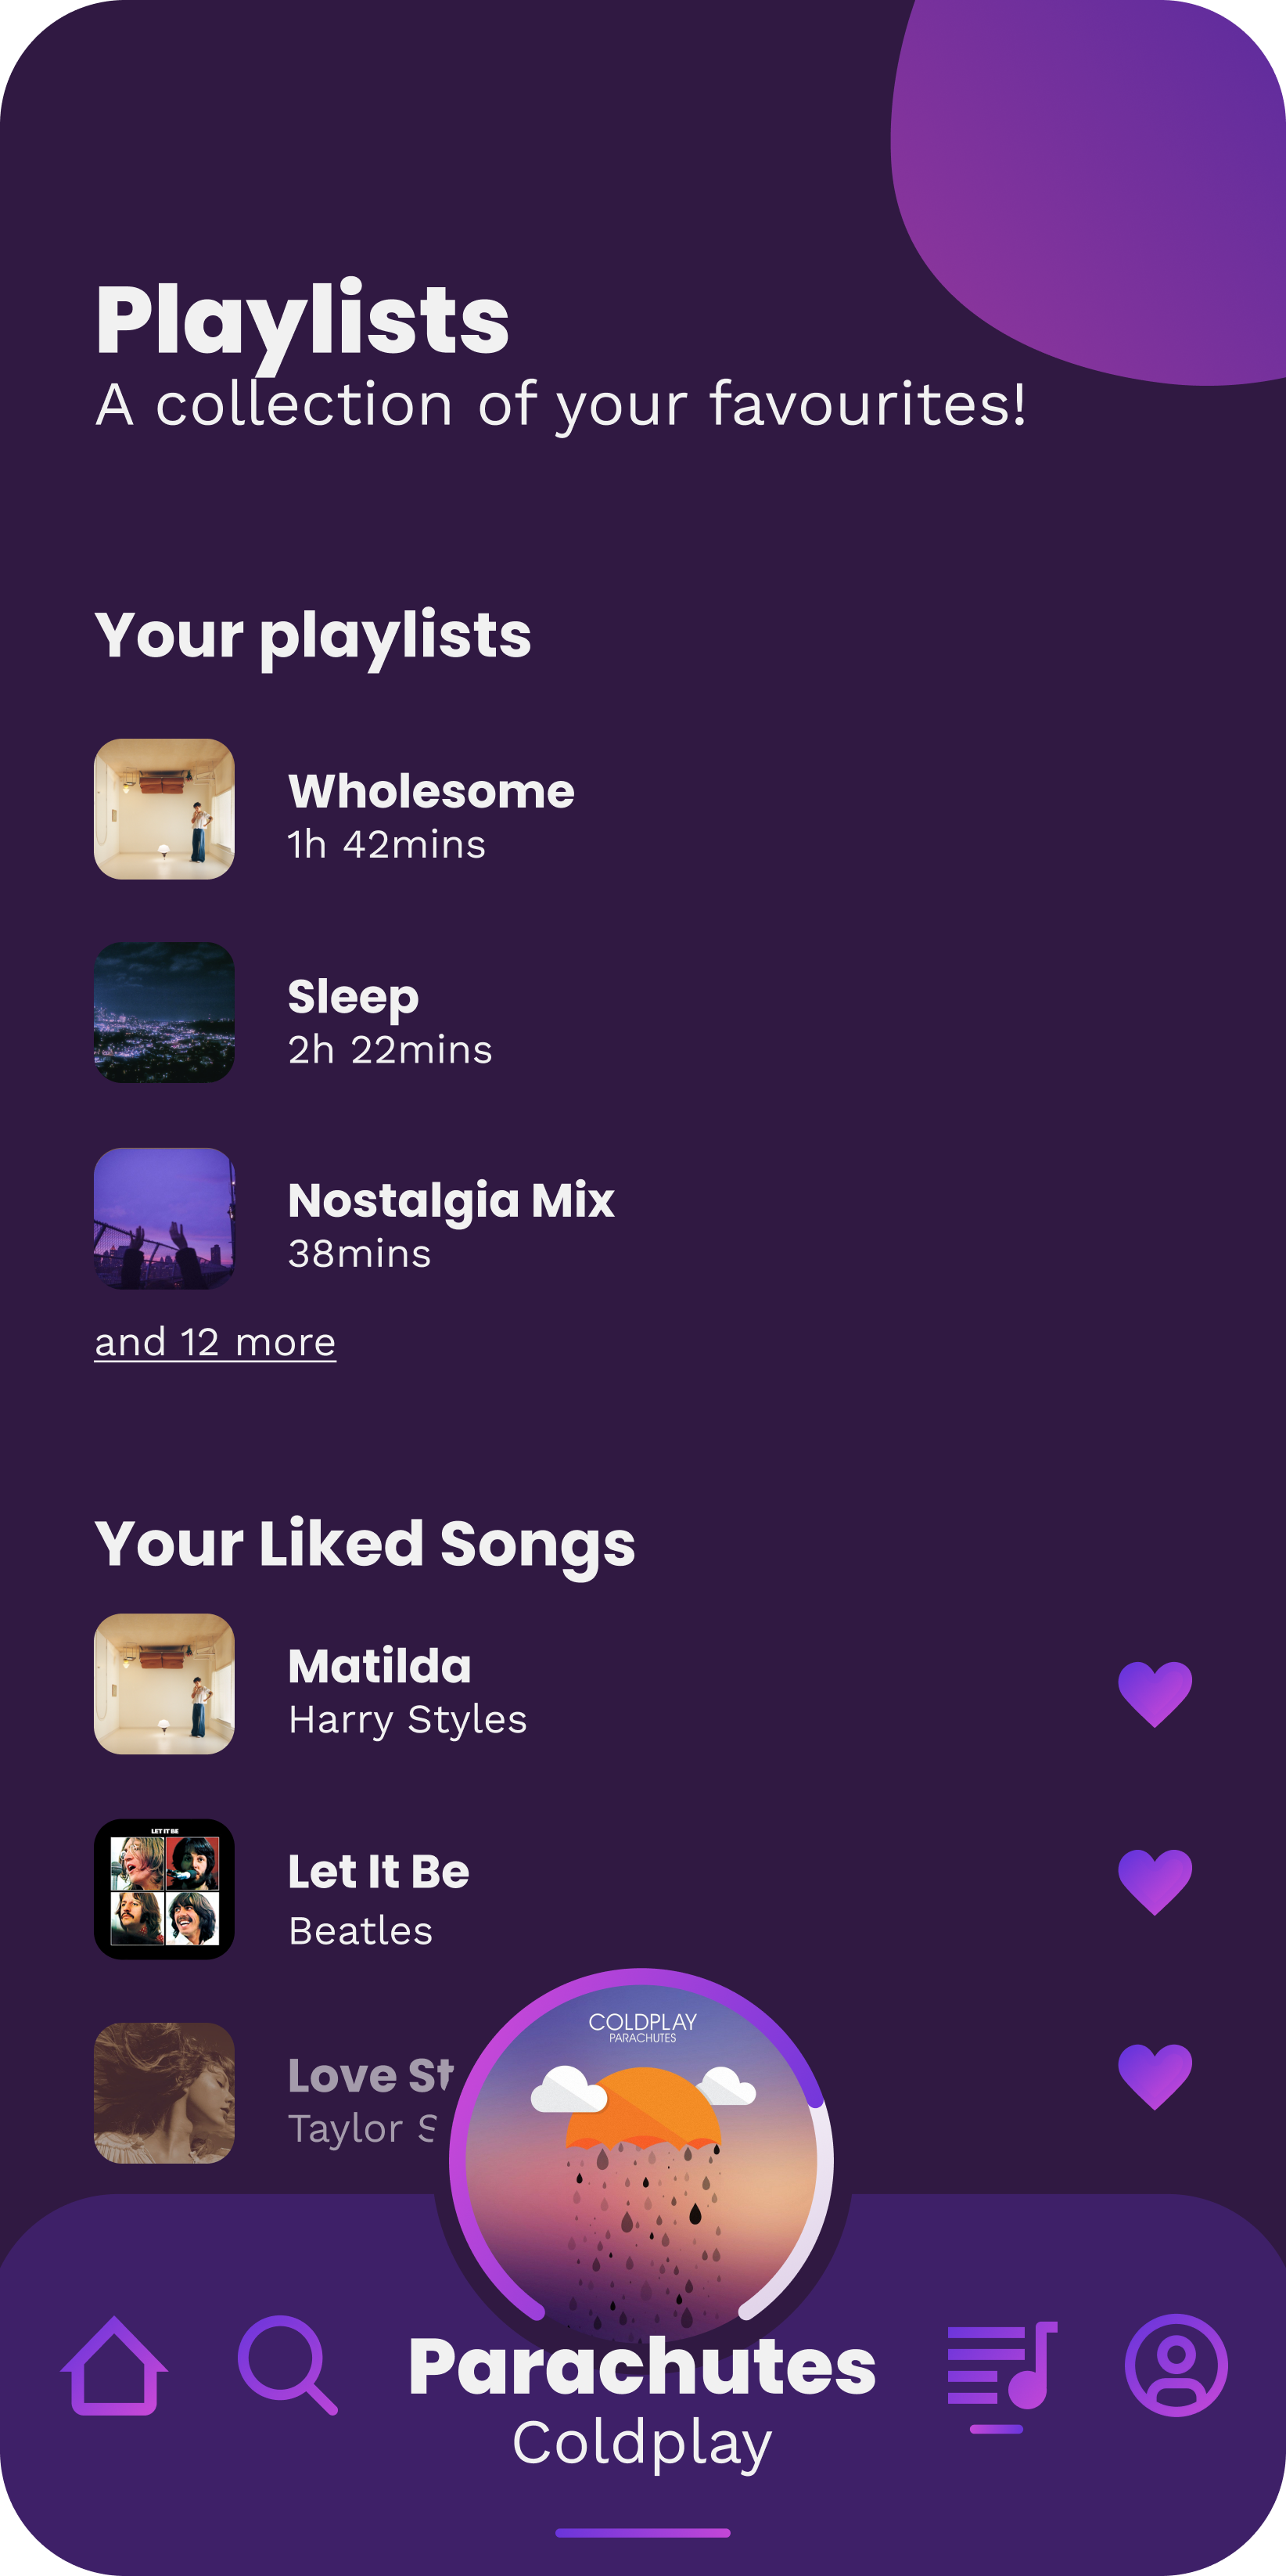 Playlists
A collection of your favourites!
Your playlists
Wholesome
1h 42mins
Sleep
2h 22mins
Nostalgia Mix
38mins
and 12 more
Your Liked Songs
Matilda
Harry Styles
LET IT BE
Let It Be
Beatles
Love St
Taylor S
COLDPLAY
PARACHUTES
Parachutes
Coldplay